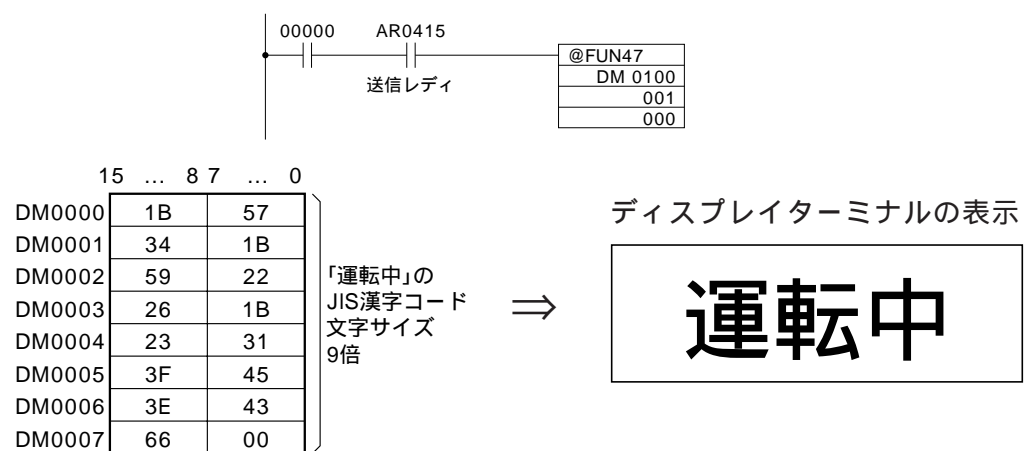 00000 AR0415
送信レディ
@FUN47
DM 0100
001
000
15 … 8 7 … 0
DM0000 1B 57
DM0001 34 1B
DM0002 59 22
DM0003 26 1B
DM0004 23 31
DM0005 3F 45
DM0006 3E 43
DM0007 66 00
「運転中」の
JIS漢字コード
文字サイズ
9倍
⇒
ディスプレイターミナルの表示
運転中